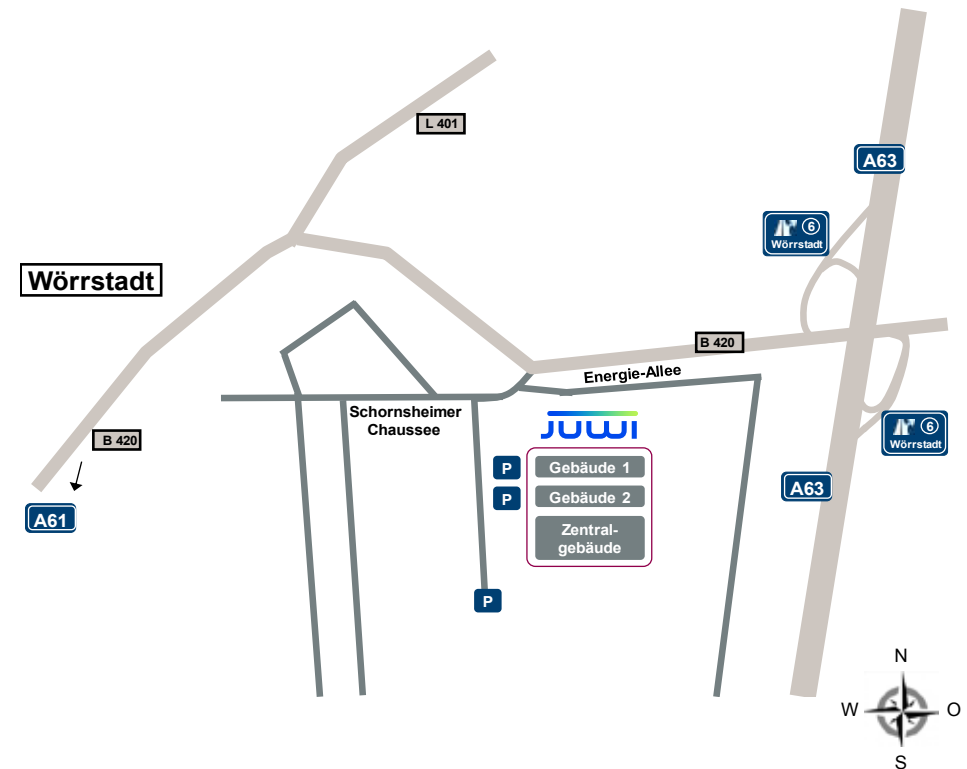 L 401
A63
6
Wörrstadt
Wörrstadt
B 420
Energie-Allee
Schornsheimer
Chaussee
JUWI
6
Wörrstadt
B 420
P
Gebäude 1
A63
P
Gebäude 2
A61
Zentral-
gebäude
P
N
W
O
S